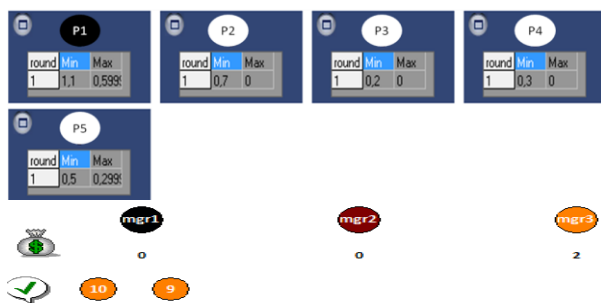 P1 P2 P3 P4
round Min Max round Min Max round Min Max round Min Max
1 1,1 0,599 1 0,7 0 1 0,2 0 1 0,3 0
P5
round Min Max
1 0,5 0,299
mgr1 mgr2 mgr3
0 0 2
10 9